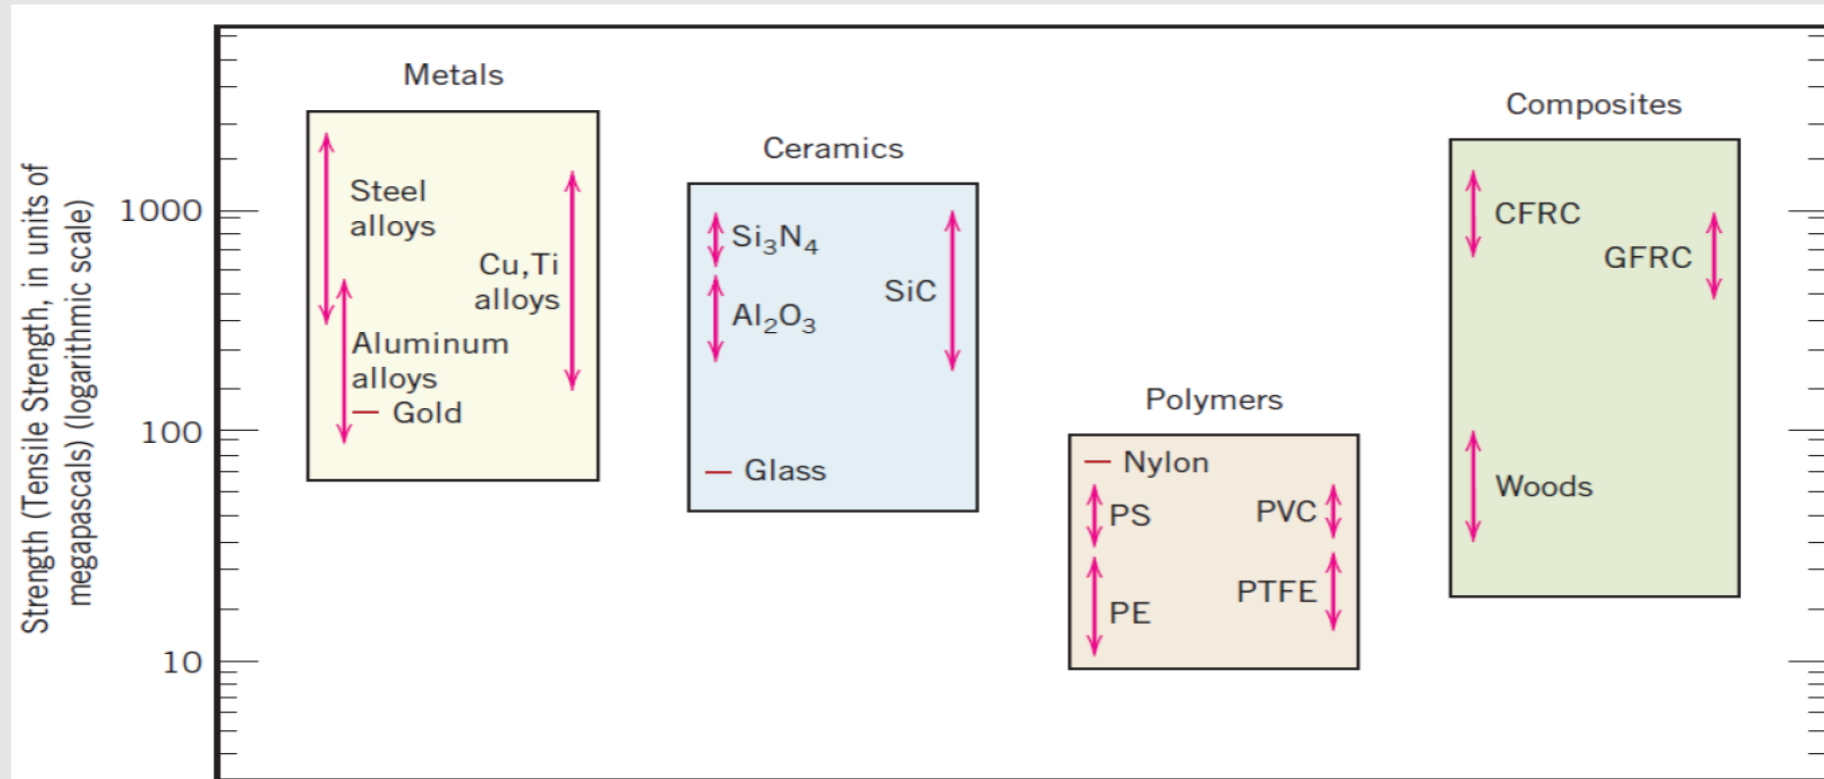 Strength (Tensile Strength, in units of
megapascals) (logarithmic scale)
1000
100
10
Metals
Steel
alloys
Cu,Ti
alloys
Aluminum
alloys
Gold
Ceramics
Si₃N₄
SiC
Al₂O₃
Glass
Polymers
Nylon
PS
PVC
PTFE
PE
Composites
CFRC
GFRC
Woods